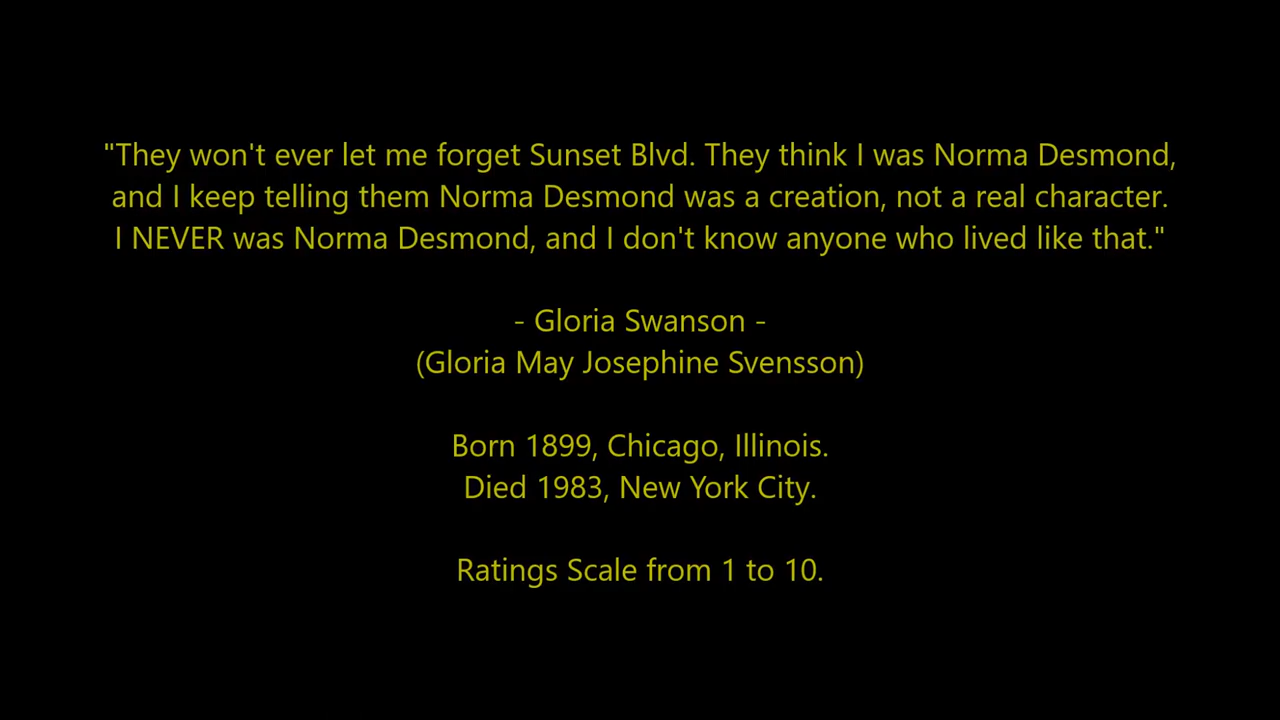 "They won't ever let me forget Sunset Blvd. They think I was Norma Desmond,
and I keep telling them Norma Desmond was a creation, not a real character.
I NEVER was Norma Desmond, and I don't know anyone who lived like that."
- Gloria Swanson -
(Gloria May Josephine Svensson)
Born 1899, Chicago, Illinois.
Died 1983, New York City.
Ratings Scale from 1 to 10.